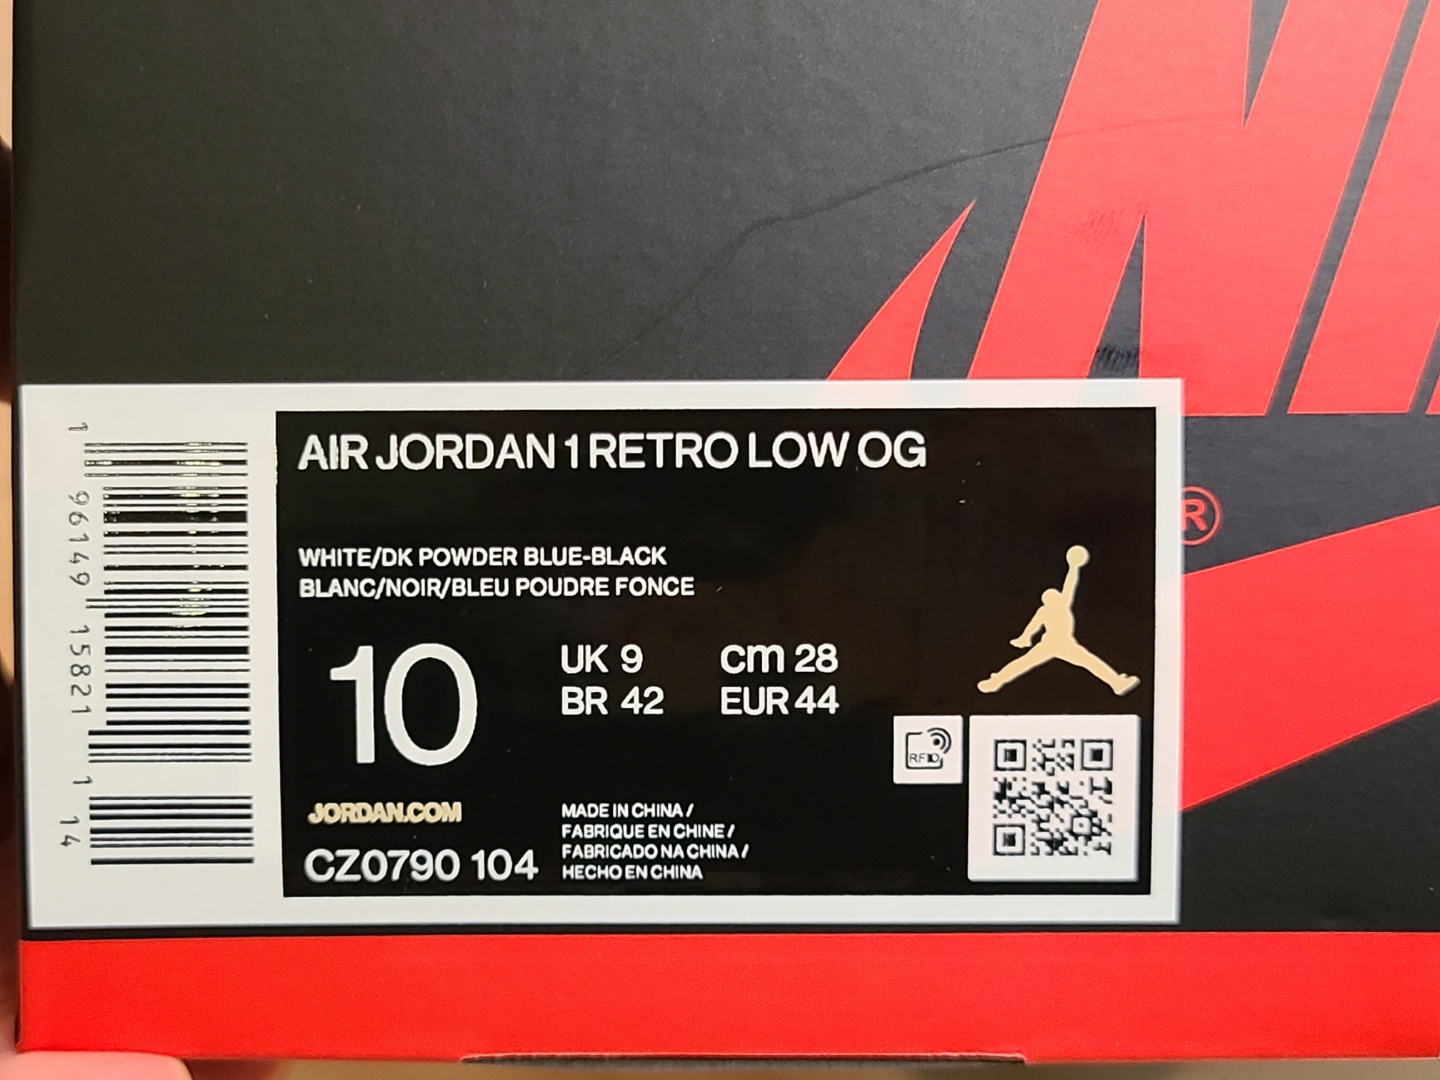 AIR JORDAN 1 RETRO LOW OG
WHITE/DK POWDER BLUE-BLACK
BLANC/NOIR/BLEU POUDRE FONCE
10
UK 9 cm 28
BR 42 EUR 44
RFID
JORDAN.COM
CZ0790 104
MADE IN CHINA /
FABRIQUE EN CHINE /
FABRICADO NA CHINA /
HECHO EN CHINA
1 96149 15821 1 14
®